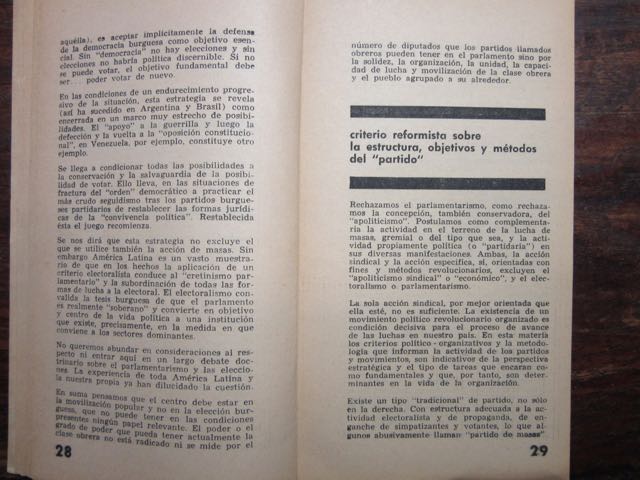 aquélla), es aceptar implícitamente la defensa
de la democracia burguesa como objetivo esen-
cial. Sin "democracia" no hay elecciones y sin
elecciones no habría política discernible. Si no
se puede votar, el objetivo fundamental debe
ser.... poder votar de nuevo.
En las condiciones de un endurecimiento progre-
sivo de la situación, esta estrategia se revela
(así ha sucedido en Argentina y Brasil) como
encerrada en un marco muy estrecho de posibi-
lidades. El "apoyo" a la guerrilla y luego la
defección y la vuelta a la "oposición constitucio-
nal", en Venezuela, por ejemplo, constituye otro
ejemplo.
Se llega a condicionar todas las posibilidades a
la conservación y la salvaguardia de la posibi-
lidad de votar. Ello lleva, en las situaciones de
fractura del "orden" democrático a practicar el
más crudo seguidismo tras los partidos burgue-
ses partidarios de restablecer las formas jurídi-
cas de la "convivencia política". Restablecida
ésta el juego recomienza.
Se nos dirá que esta estrategia no excluye el
que se utilice también la acción de masas. Sin
embargo América Latina es un vasto muestra-
rio de que en los hechos la aplicación de un
criterio electoralista conduce al "cretinismo par-
lamentario" y la subordinación de todas las for-
mas de lucha a la electoral. El electoralismo con-
valida la tesis burguesa de que el parlamento
es realmente "soberano" y convierte en objetivo
y centro de la vida política a una institución
que existe, precisamente, en la medida en que
conviene a los sectores dominantes.
No queremos abundar en consideraciones al res-
pecto ni entrar aquí en un largo debate doc-
trinario sobre el parlamentarismo y las eleccio-
nes. La experiencia de toda América Latina y
la nuestra propia ya han dilucidado la cuestión.
En suma pensamos que el centro debe estar en
la movilización popular y no en la elección bur-
guesa, que no puede tener en las condiciones
presentes ningún papel relevante. El poder o el
grado de poder que pueda tener actualmente la
clase obrera no está radicado ni se mide por el
28
número de diputados que los partidos llamados
obreros pueden tener en el parlamento sino por
la solidez, la organización, la unidad, la capaci-
dad de lucha y movilización de la clase obrera
y el pueblo agrupado a su alrededor.
criterio reformista sobre
la estructura, objetivos y métodos
del "partido"
Rechazamos el parlamentarismo, como rechaza-
mos la concepción, también conservadora, del
"apoliticismo". Postulamos como complementa-
ria la actividad en el terreno de la lucha de
masas, gremial o del tipo que sea, y la acti-
vidad propiamente política (o "partidaria") en
sus diversas manifestaciones. Ambas, la acción
sindical y la acción específica, sí, orientadas con
fines y métodos revolucionarios, excluyen el
"apoliticismo sindical" o "económico", y el elec-
toralismo o parlamentarismo.
La sola acción sindical, por mejor orientada que
ella esté, no es suficiente. La existencia de un
movimiento político revolucionario organizado es
condición decisiva para el proceso de avance
de las luchas en nuestro país. En esta materia
los criterios político - organizativos y la metodolo-
gía que informan la actividad de los partidos
y movimientos, son indicativos de la perspectiva
estratégica y el tipo de tareas que encaran co-
mo fundamentales y que, por tanto, son deter-
minantes en la vida de la organización.
Existe un tipo "tradicional" de partido, no sólo
en la derecha. Con estructura adecuada a la ac-
tividad electoralista y de propaganda, de en-
ganche de simpatizantes y votantes, lo que al-
gunos abusivamente llaman "partido de masas"
29